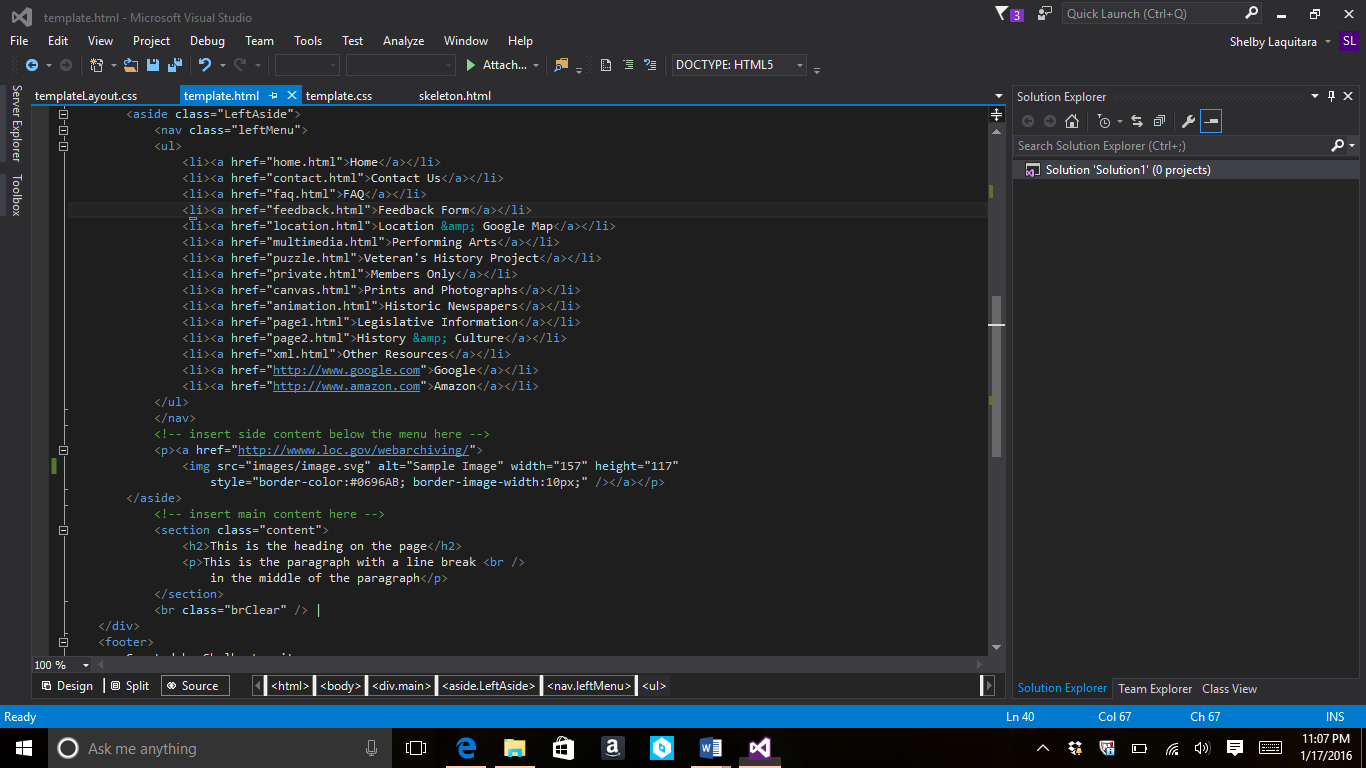 template.html - Microsoft Visual Studio
3
Quick Launch (Ctrl+Q)
File Edit View Project Debug Team Tools Test Analyze Window Help
Shelby Laquitara SL
Attach...
DOCTYPE: HTML5
Server Explorer
Toolbox
templateLayout.css template.html template.css skeleton.html
<aside class="LeftAside">
<nav class="leftMenu">
<ul>
<li><a href="home.html">Home</a></li>
<li><a href="contact.html">Contact Us</a></li>
<li><a href="faq.html">FAQ</a></li>
<li><a href="feedback.html">Feedback Form</a></li>
<li><a href="location.html">Location &amp; Google Map</a></li>
<li><a href="multimedia.html">Performing Arts</a></li>
<li><a href="puzzle.html">Veteran's History Project</a></li>
<li><a href="private.html">Members Only</a></li>
<li><a href="canvas.html">Prints and Photographs</a></li>
<li><a href="animation.html">Historic Newspapers</a></li>
<li><a href="page1.html">Legislative Information</a></li>
<li><a href="page2.html">History &amp; Culture</a></li>
<li><a href="xml.html">Other Resources</a></li>
<li><a href="http://www.google.com">Google</a></li>
<li><a href="http://www.amazon.com">Amazon</a></li>
</ul>
</nav>
<!-- insert side content below the menu here -->
<p><a href="http://wwww.loc.gov/webarchiving/">
<img src="images/image.svg" alt="Sample Image" width="157" height="117"
style="border-color:#0696AB; border-image-width:10px;" /></a></p>
</aside>
<!-- insert main content here -->
<section class="content">
<h2>This is the heading on the page</h2>
<p>This is the paragraph with a line break <br />
in the middle of the paragraph</p>
</section>
<br class="brClear" />
</div>
<footer>
100 %
Design Split Source <html> <body> <div.main> <aside.LeftAside> <nav.leftMenu> <ul>
Solution Explorer
Search Solution Explorer (Ctrl+;)
Solution 'Solution1' (0 projects)
Solution Explorer Team Explorer Class View
Ready Ln 40 Col 67 Ch 67 INS
Ask me anything
11:07 PM
1/17/2016